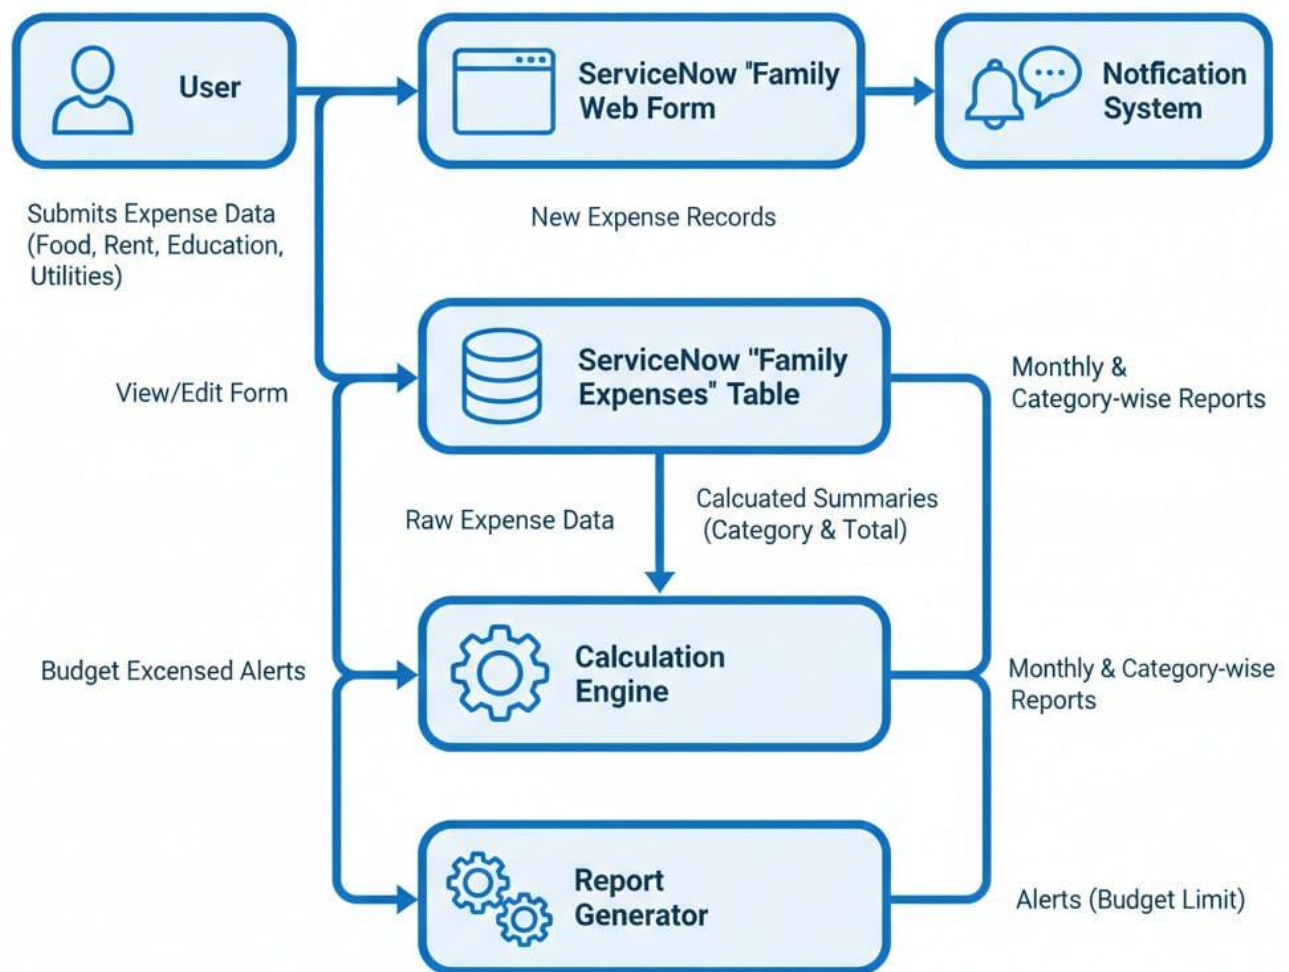 User
ServiceNow "Family
Web Form
Notfication
System
Submits Expense Data
(Food, Rent, Education,
Utilities)
New Expense Records
ServiceNow "Family
Expenses" Table
Monthly &
Category-wise Reports
View/Edit Form
Raw Expense Data
Calcuated Summaries
(Category & Total)
Calculation
Engine
Budget Excensed Alerts
Monthly & Category-wise
Reports
Report
Generator
Alerts (Budget Limit)